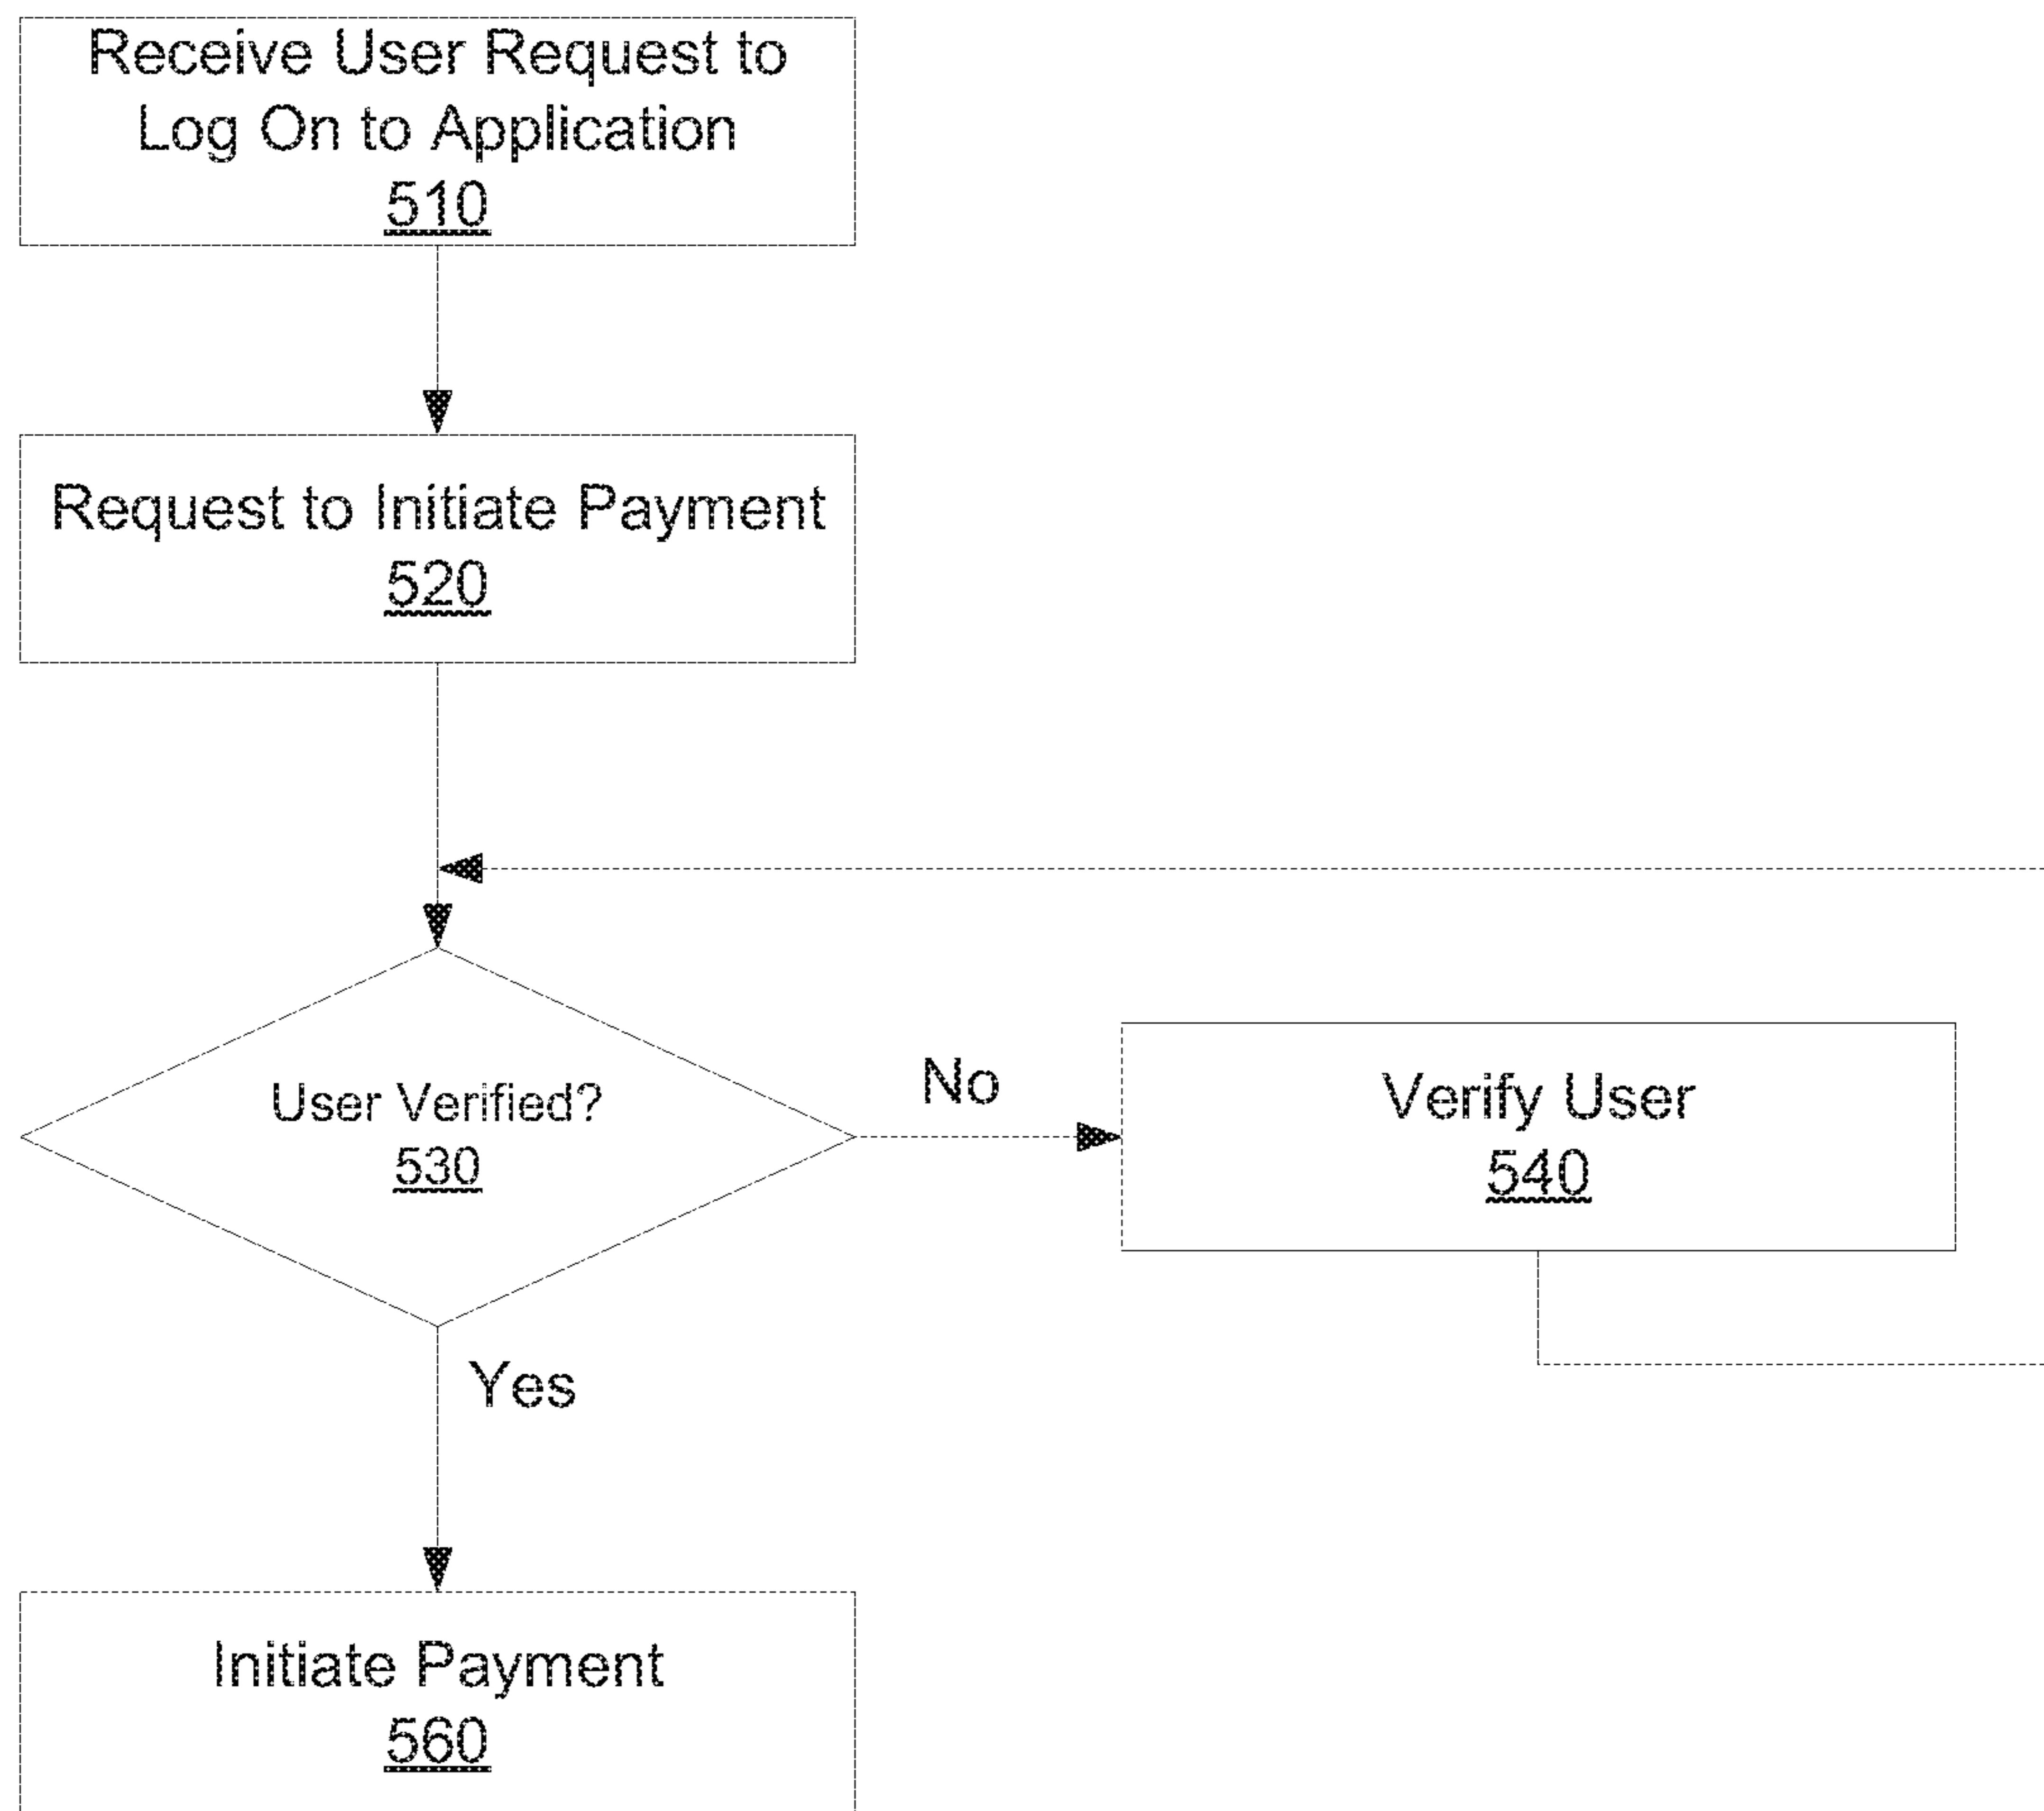 Receive User Request to
Log On to Application
510
Request to Initiate Payment
520
User Verified?
530
No
Verify User
540
Yes
Initiate Payment
560